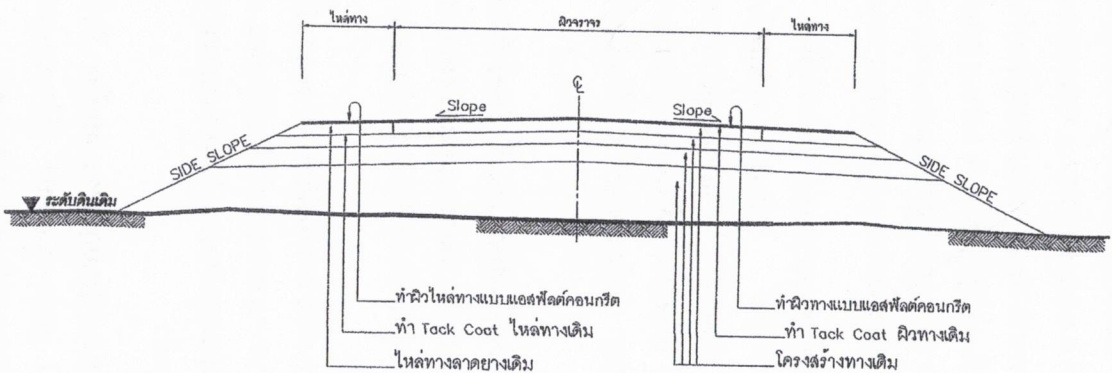 ไหล่ทาง
ผิวจราจร
ไหล่ทาง
℄
Slope
Slope
SIDE SLOPE
SIDE SLOPE
ระดับดินเดิม
ทำผิวไหล่ทางแบบแอสฟัลต์คอนกรีต
ทำผิวทางแบบแอสฟัลต์คอนกรีต
ทำ Tack Coat ไหล่ทางเดิม
ทำ Tack Coat ผิวทางเดิม
ไหล่ทางลาดยางเดิม
โครงสร้างทางเดิม